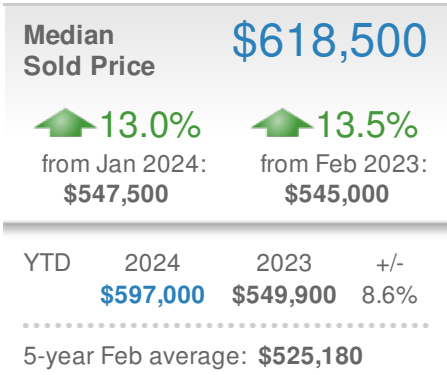 Median
Sold Price
$618,500
13.0%
13.5%
from Jan 2024:
from Feb 2023:
$547,500
$545,000
YTD 2024 2023 +/-
$597,000 $549,900 8.6%
5-year Feb average: $525,180